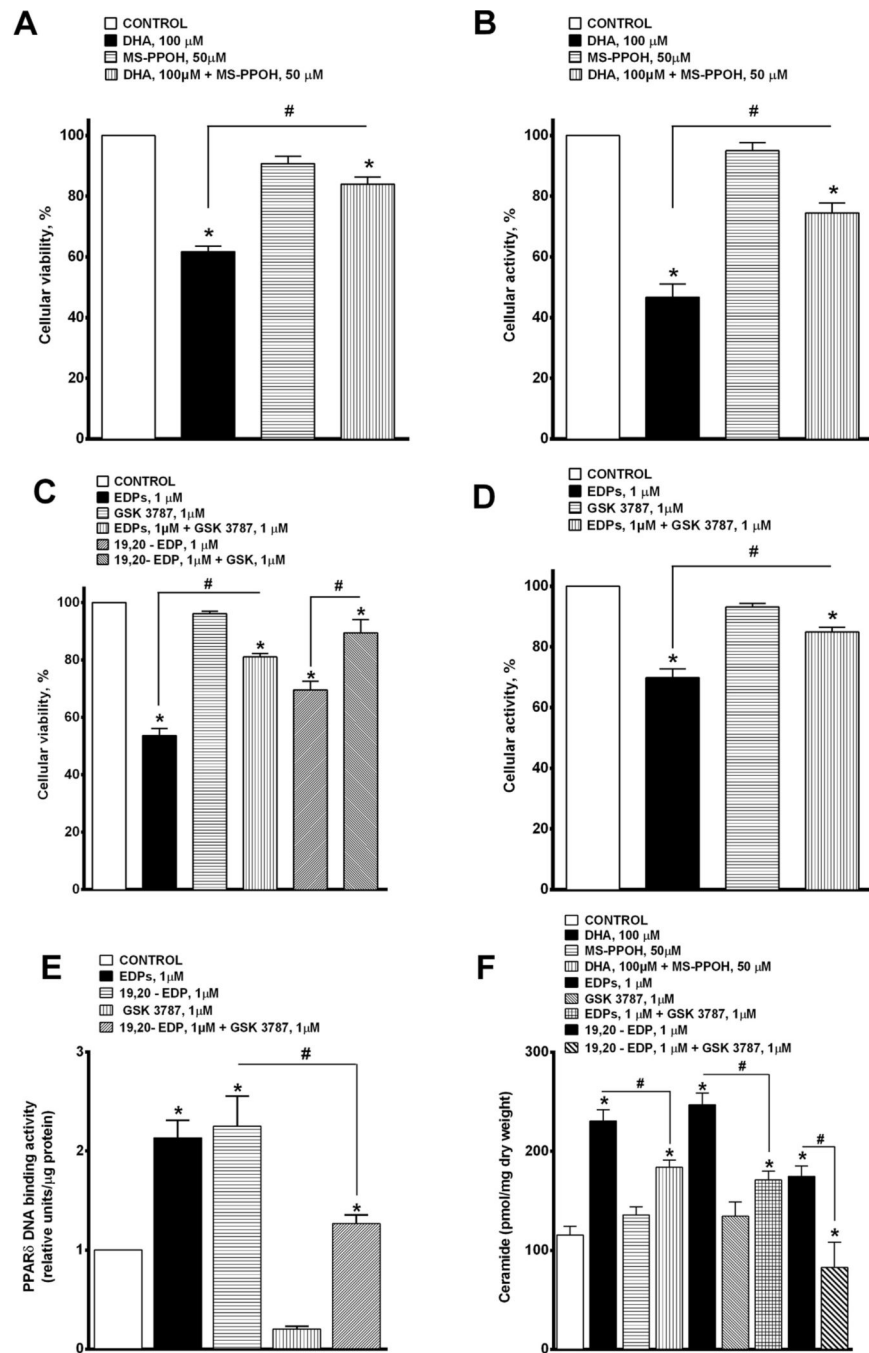 A
CONTROL
DHA, 100 µM
MS-PPOH, 50µM
DHA, 100µM + MS-PPOH, 50 µM
Cellular viability, %
100
80
60
40
20
0
*
*
#
B
CONTROL
DHA, 100 µM
MS-PPOH, 50µM
DHA, 100µM + MS-PPOH, 50 µM
Cellular activity, %
100
80
60
40
20
0
*
*
#
C
CONTROL
EDPs, 1 µM
GSK 3787, 1µM
EDPs, 1µM + GSK 3787, 1 µM
19,20 - EDP, 1 µM
19,20- EDP, 1µM + GSK, 1µM
Cellular viability, %
100
80
60
40
20
0
*
*
*
*
#
#
D
CONTROL
EDPs, 1 µM
GSK 3787, 1µM
EDPs, 1µM + GSK 3787, 1 µM
Cellular activity, %
100
80
60
40
20
0
*
*
#
E
CONTROL
EDPs, 1µM
19,20 - EDP, 1µM
GSK 3787, 1µM
19,20- EDP, 1µM + GSK 3787, 1µM
PPARδ DNA binding activity
(relative units/µg protein)
3
2
1
0
*
*
*
#
F
CONTROL
DHA, 100 µM
MS-PPOH, 50µM
DHA, 100µM + MS-PPOH, 50 µM
EDPs, 1 µM
GSK 3787, 1µM
EDPs, 1 µM + GSK 3787, 1µM
19,20 - EDP, 1 µM
19,20 - EDP, 1 µM + GSK 3787, 1µM
Ceramide (pmol/mg dry weight)
300
200
100
0
*
*
*
*
*
*
#
#
#